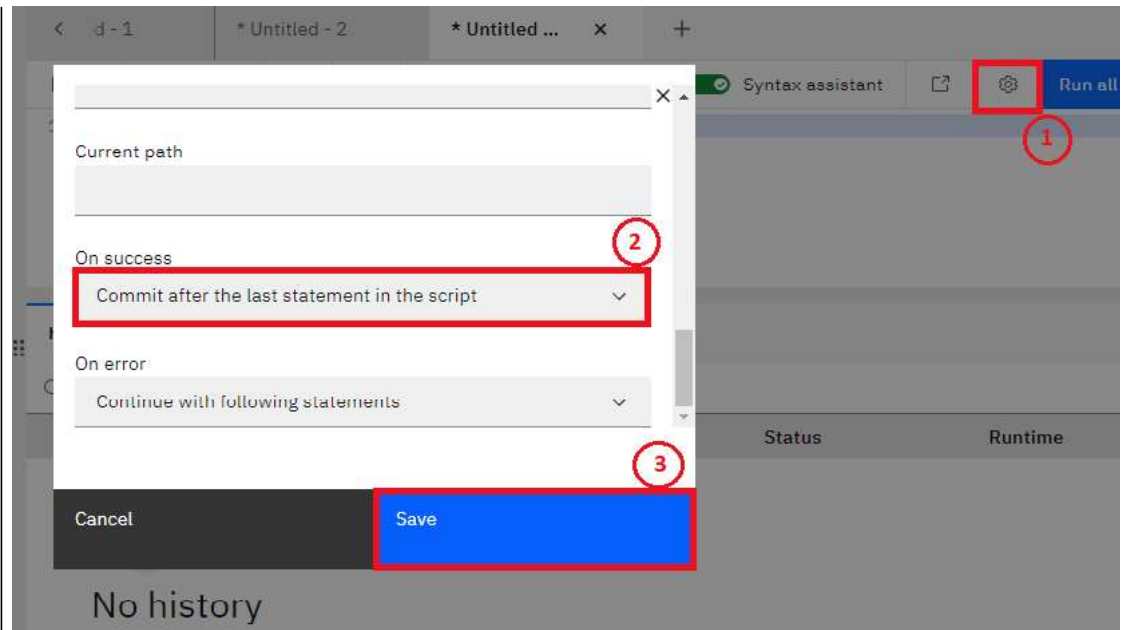 d - 1
* Untitled - 2
* Untitled ...
Syntax assistant
Run all
1
Current path
2
On success
Commit after the last statement in the script
On error
Continue with following statements
Status
Runtime
3
Cancel
Save
No history